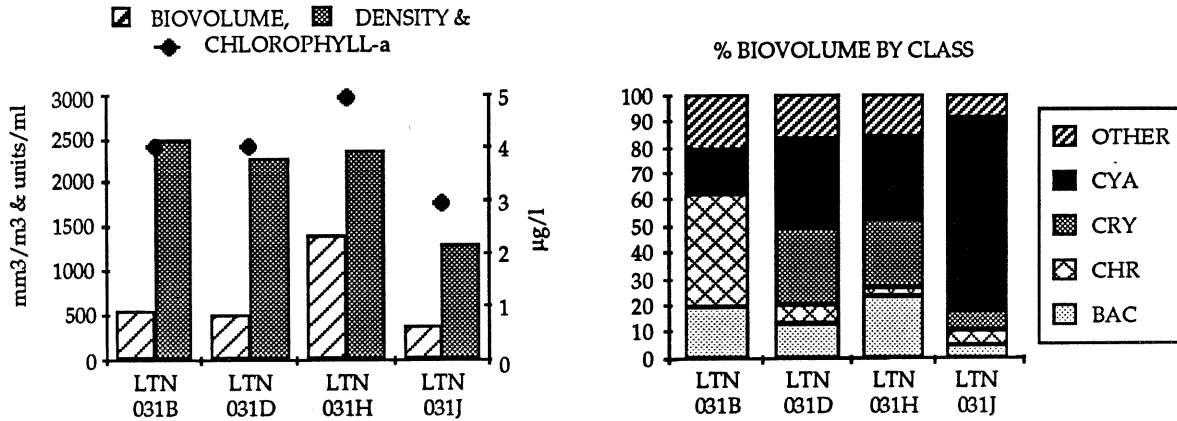 BIOVOLUME, DENSITY &
CHLOROPHYLL-a
3000
2500
2000
1500
1000
500
0
mm3/m3 & units/ml
5
4
3
2
1
0
µg/l
LTN 031B
LTN 031D
LTN 031H
LTN 031J
% BIOVOLUME BY CLASS
100
90
80
70
60
50
40
30
20
10
0
LTN 031B
LTN 031D
LTN 031H
LTN 031J
OTHER
CYA
CRY
CHR
BAC